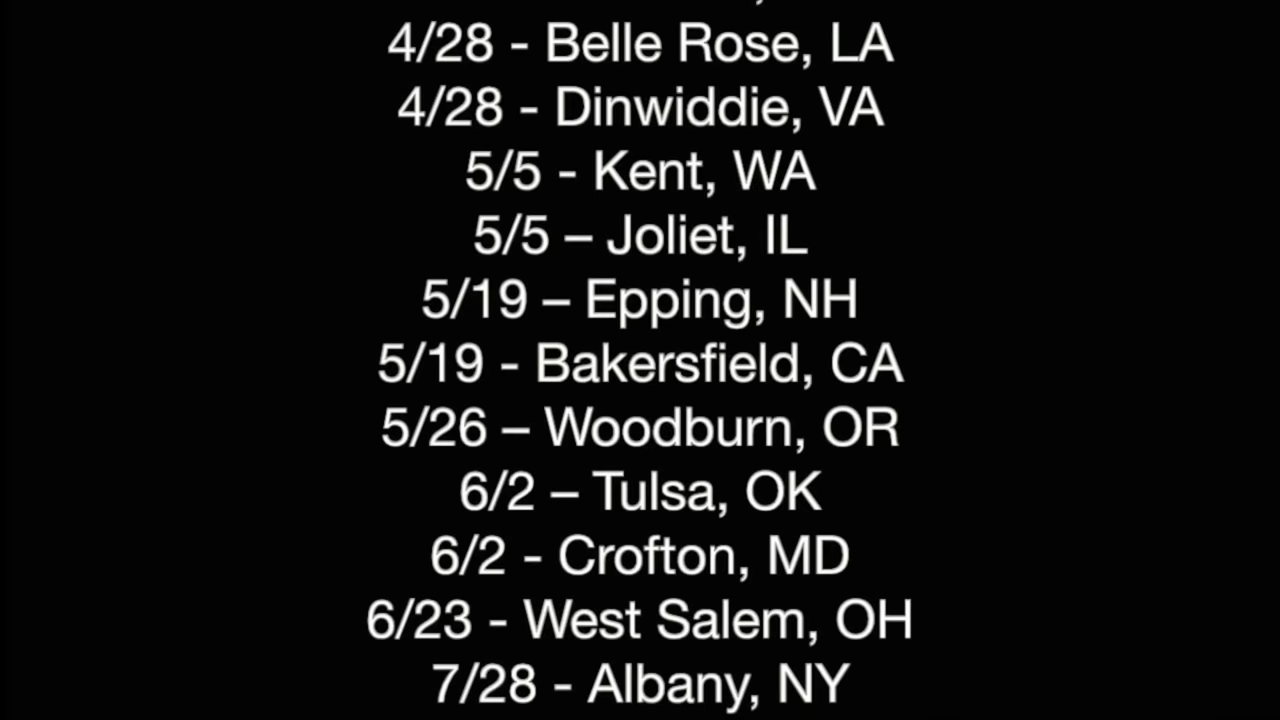 4/28 - Belle Rose, LA
4/28 - Dinwiddie, VA
5/5 - Kent, WA
5/5 – Joliet, IL
5/19 – Epping, NH
5/19 - Bakersfield, CA
5/26 – Woodburn, OR
6/2 – Tulsa, OK
6/2 - Crofton, MD
6/23 - West Salem, OH
7/28 - Albany, NY